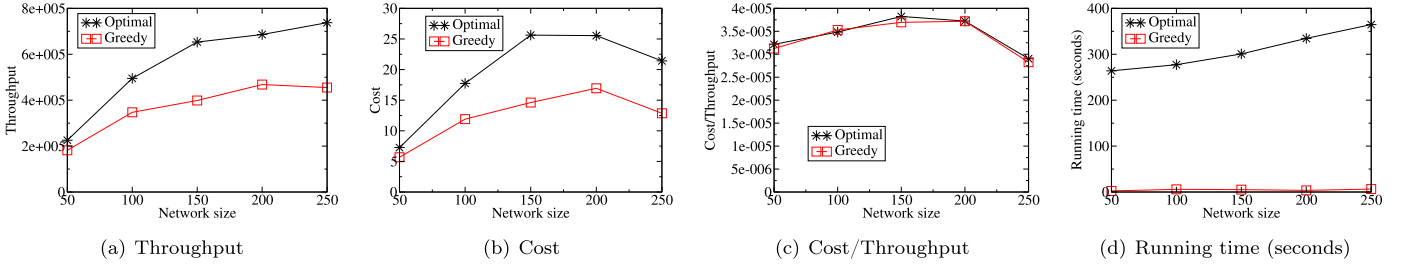 8e+005
6e+005
4e+005
2e+005
0
Throughput
Optimal
Greedy
50 100 150 200 250
Network size
(a) Throughput
30
25
20
15
10
5
0
Cost
Optimal
Greedy
50 100 150 200 250
Network size
(b) Cost
4e-005
3.5e-005
3e-005
2.5e-005
2e-005
1.5e-005
1e-005
5e-006
0
Cost/Throughput
Optimal
Greedy
50 100 150 200 250
Network size
(c) Cost/Throughput
400
300
200
100
0
Running time (seconds)
Optimal
Greedy
50 100 150 200 250
Network size
(d) Running time (seconds)